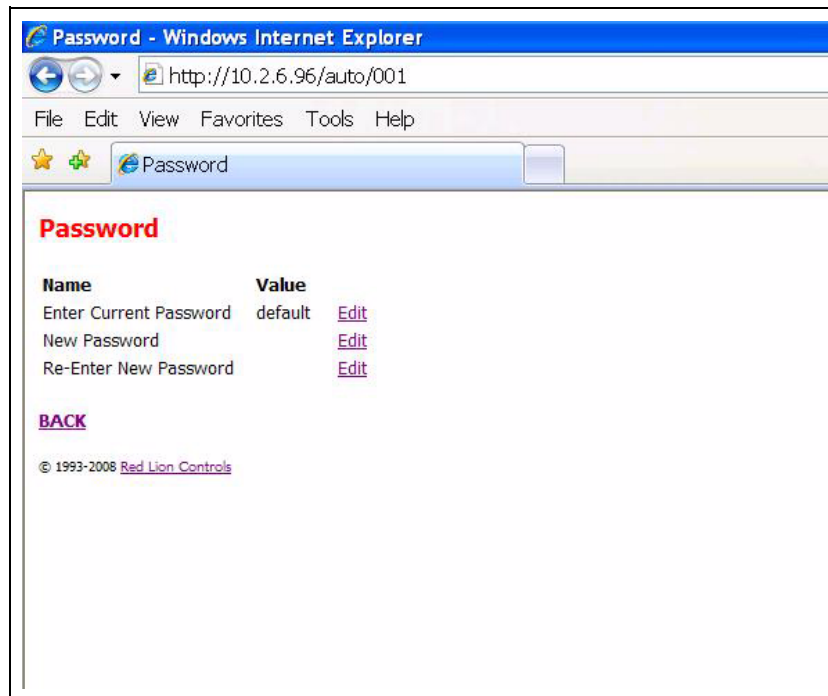 Password - Windows Internet Explorer
http://10.2.6.96/auto/001
File Edit View Favorites Tools Help
Password
Password
Name Value
Enter Current Password default Edit
New Password Edit
Re-Enter New Password Edit
BACK
© 1993-2008 Red Lion Controls